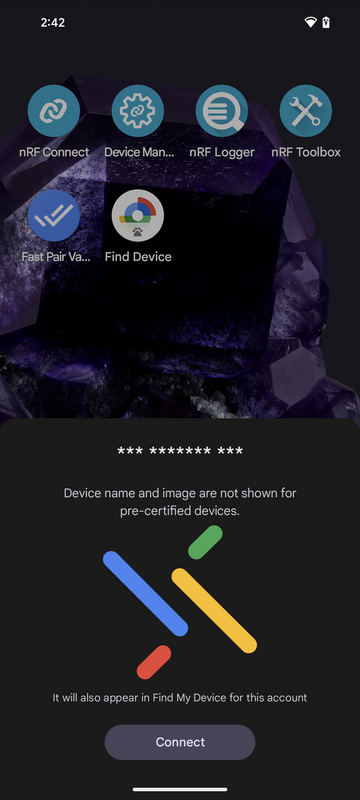 2:42
nRF Connect
Device Man...
nRF Logger
nRF Toolbox
Fast Pair Va...
Find Device
*** ******* ***
Device name and image are not shown for
pre-certified devices.
It will also appear in Find My Device for this account
Connect